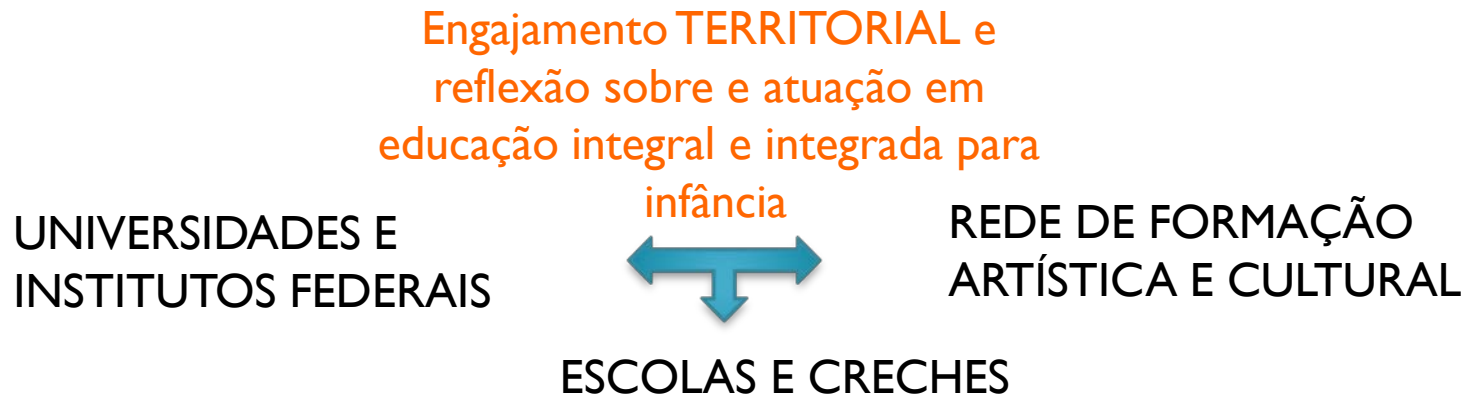 Engajamento TERRITORIAL e
reflexão sobre e atuação em
educação integral e integrada para
infância
UNIVERSIDADES E
INSTITUTOS FEDERAIS
REDE DE FORMAÇÃO
ARTÍSTICA E CULTURAL
ESCOLAS E CRECHES